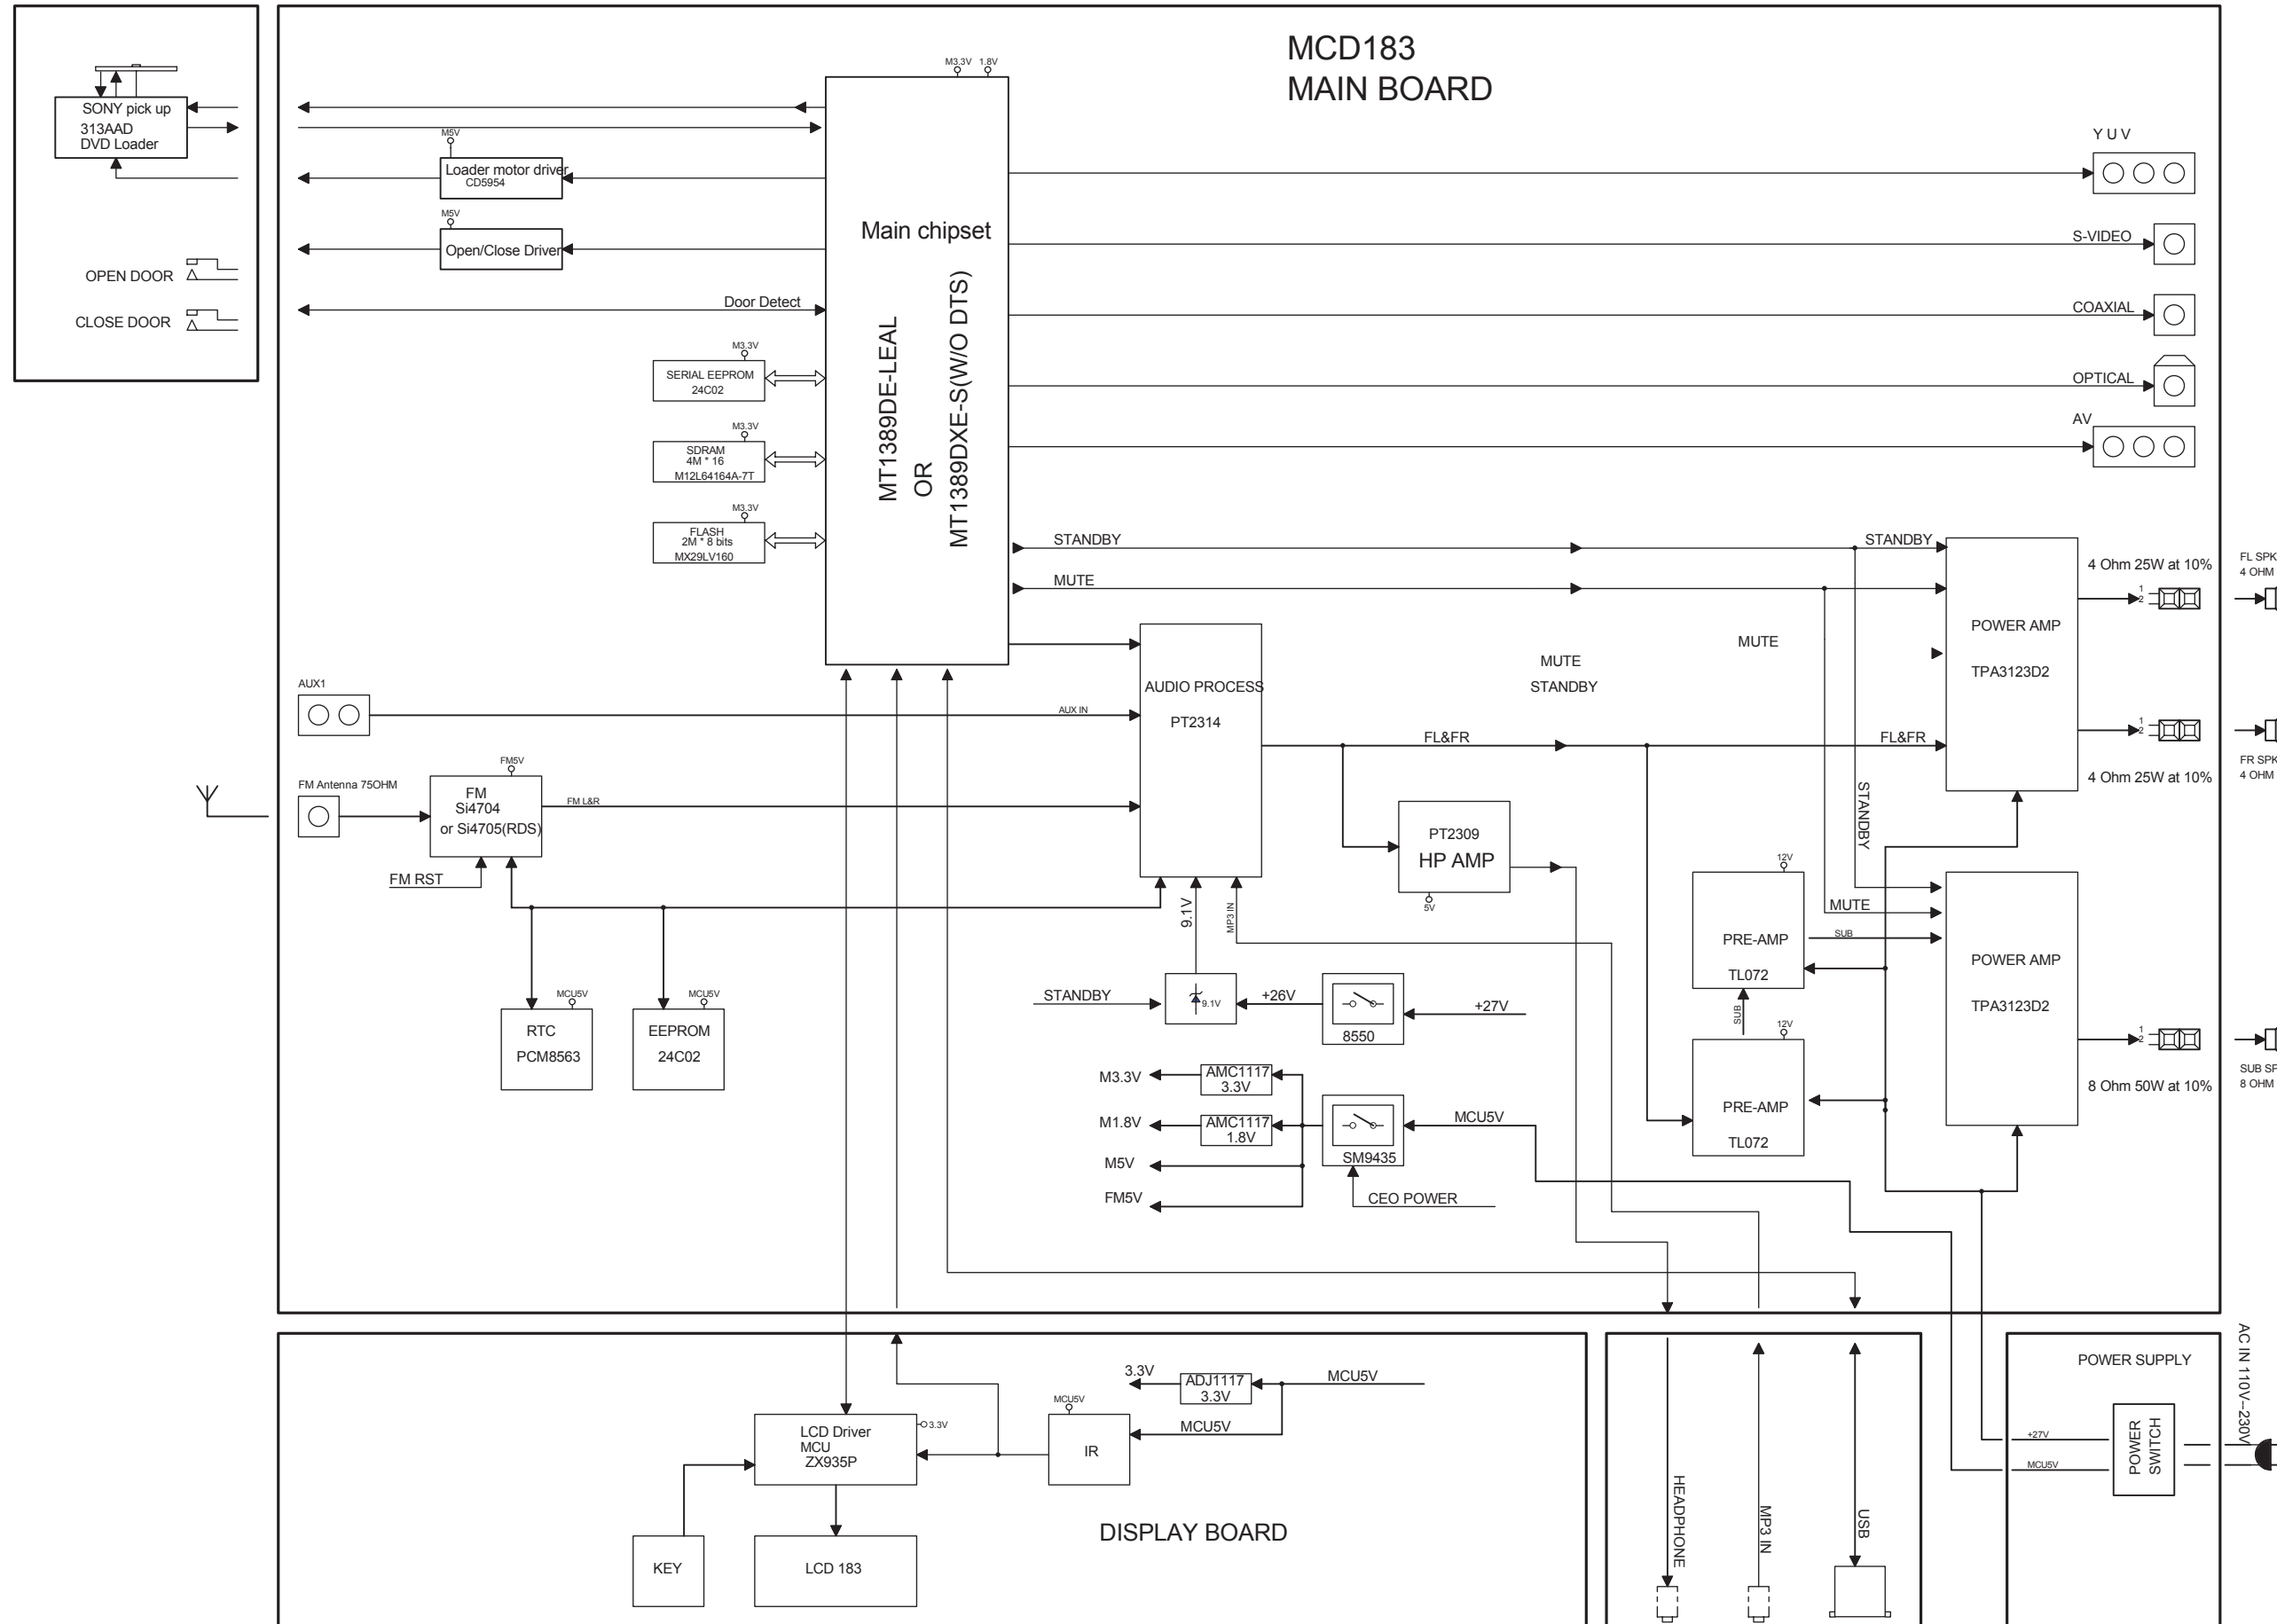 MCD183
MAIN BOARD
SONY pick up
313AAD
DVD Loader
OPEN DOOR
CLOSE DOOR
M3.3V
1.8V
M5V
Loader motor driver
CD5954
M5V
Open/Close Driver
Door Detect
M3.3V
SERIAL EEPROM
24C02
M3.3V
SDRAM
4M * 16
M12L64164A-7T
M3.3V
FLASH
2M * 8 bits
MX29LV160
Main chipset
MT1389DE-LEAL
OR
MT1389DXE-S(W/O DTS)
Y U V
S-VIDEO
COAXIAL
OPTICAL
AV
STANDBY
STANDBY
MUTE
MUTE
MUTE
STANDBY
POWER AMP
TPA3123D2
4 Ohm 25W at 10%
1
2
FL SPK
4 OHM
1
2
4 Ohm 25W at 10%
FR SPK
4 OHM
AUX1
AUX IN
AUDIO PROCESS
PT2314
FL&FR
FL&FR
FM Antenna 75OHM
FM5V
FM
Si4704
or Si4705(RDS)
FM L&R
FM RST
PT2309
HP AMP
5V
STANDBY
12V
PRE-AMP
TL072
MUTE
SUB
SUB
12V
PRE-AMP
TL072
POWER AMP
TPA3123D2
1
2
8 Ohm 50W at 10%
SUB SP
8 OHM
9.1V
MP3 IN
MCU5V
RTC
PCM8563
MCU5V
EEPROM
24C02
STANDBY
9.1V
+26V
8550
+27V
M3.3V
AMC1117
3.3V
M1.8V
AMC1117
1.8V
M5V
FM5V
SM9435
MCU5V
CEO POWER
3.3V
ADJ1117
3.3V
MCU5V
MCU5V
LCD Driver
MCU
ZX935P
3.3V
MCU5V
IR
KEY
LCD 183
DISPLAY BOARD
HEADPHONE
MP3 IN
USB
POWER SUPPLY
+27V
MCU5V
POWER
SWITCH
AC IN 110V--230V